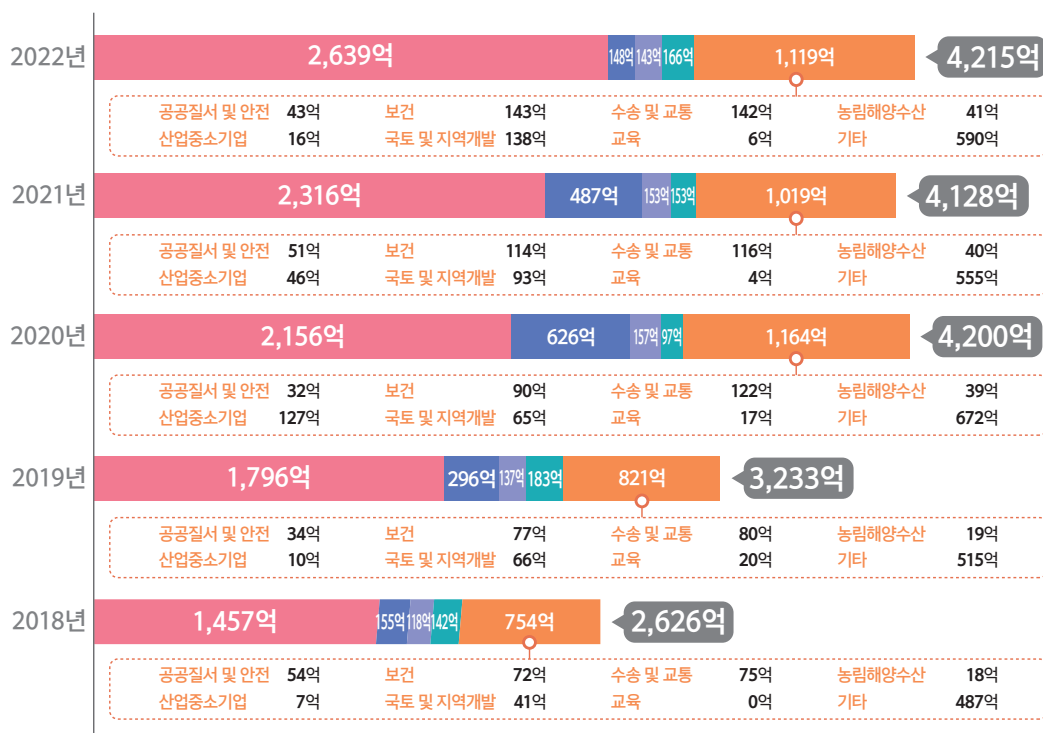 2022년 2,639억 148억 143억 166억 1,119억 4,215억
공공질서 및 안전 43억 보건 143억 수송 및 교통 142억 농림해양수산 41억
산업중소기업 16억 국토 및 지역개발 138억 교육 6억 기타 590억
2021년 2,316억 487억 153억 153억 1,019억 4,128억
공공질서 및 안전 51억 보건 114억 수송 및 교통 116억 농림해양수산 40억
산업중소기업 46억 국토 및 지역개발 93억 교육 4억 기타 555억
2020년 2,156억 626억 157억 97억 1,164억 4,200억
공공질서 및 안전 32억 보건 90억 수송 및 교통 122억 농림해양수산 39억
산업중소기업 127억 국토 및 지역개발 65억 교육 17억 기타 672억
2019년 1,796억 296억 137억 183억 821억 3,233억
공공질서 및 안전 34억 보건 77억 수송 및 교통 80억 농림해양수산 19억
산업중소기업 10억 국토 및 지역개발 66억 교육 20억 기타 515억
2018년 1,457억 155억 118억 142억 754억 2,626억
공공질서 및 안전 54억 보건 72억 수송 및 교통 75억 농림해양수산 18억
산업중소기업 7억 국토 및 지역개발 41억 교육 0억 기타 487억